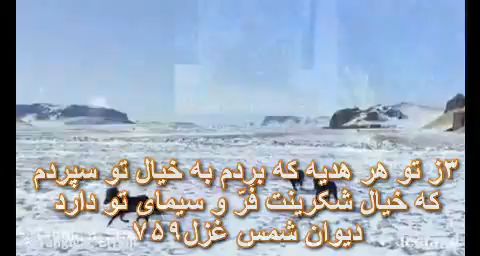 ۳ز تو هر هدیه که بردم به خیال تو سپردم
که خیال شکرینت فرّ و سیمای تو دارد
دیوان شمس غزل۷۵۹